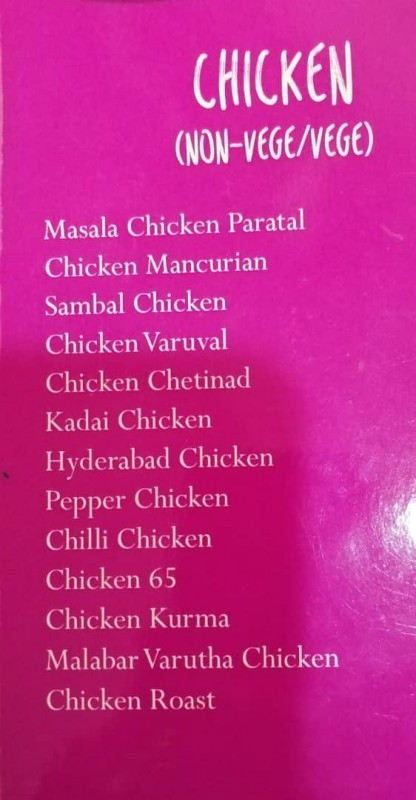 CHICKEN
(NON-VEGE/VEGE)
Masala Chicken Paratal
Chicken Mancurian
Sambal Chicken
Chicken Varuval
Chicken Chetinad
Kadai Chicken
Hyderabad Chicken
Pepper Chicken
Chilli Chicken
Chicken 65
Chicken Kurma
Malabar Varutha Chicken
Chicken Roast